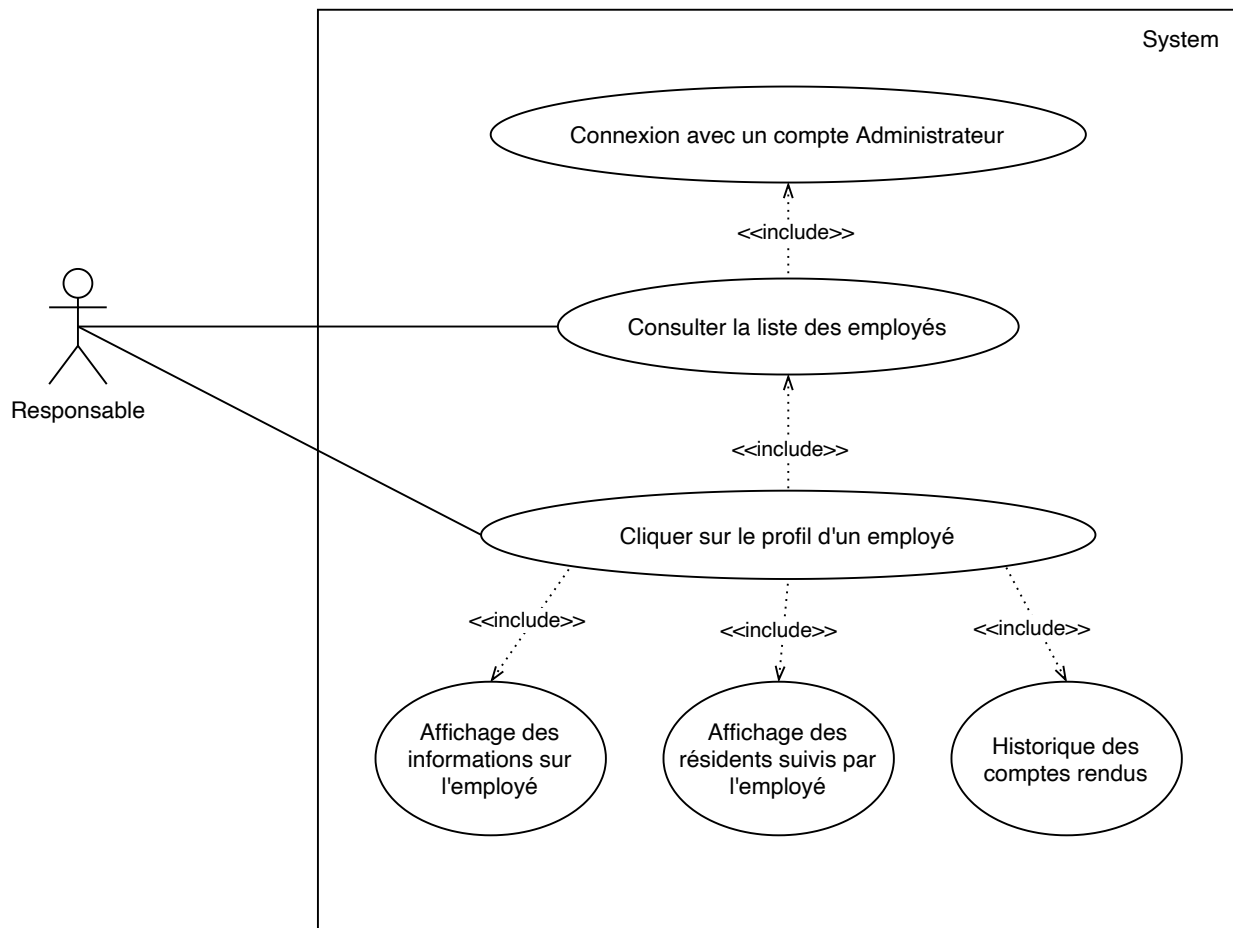 System
Connexion avec un compte Administrateur
<<include>>
Consulter la liste des employés
Responsable
<<include>>
Cliquer sur le profil d'un employé
<<include>>
<<include>>
<<include>>
Affichage des
informations sur
l'employé
Affichage des
résidents suivis par
l'employé
Historique des
comptes rendus